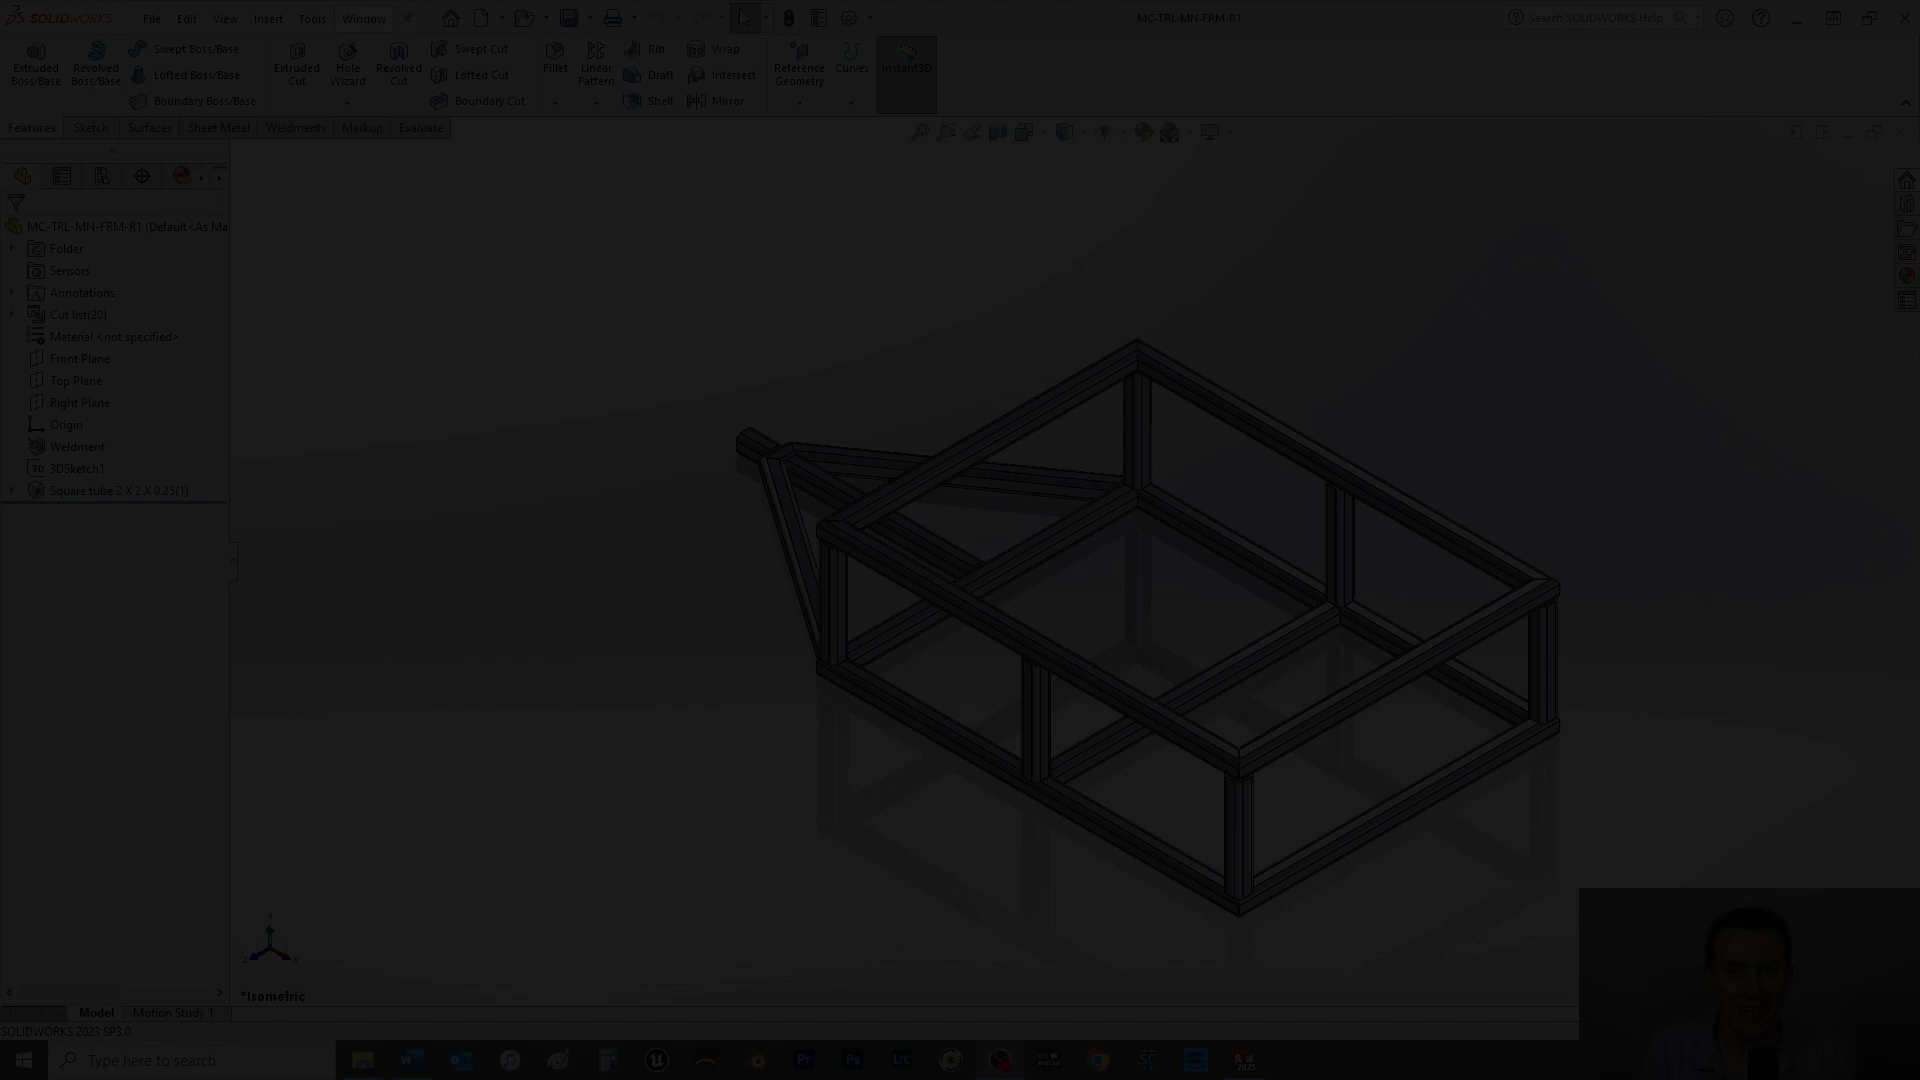 SOLIDWORKS File Edit View Insert Tools Window MC-TRL-MN-FRM-R1 Search SOLIDWORKS Help
Extruded Boss/Base
Revolved Boss/Base
Swept Boss/Base
Lofted Boss/Base
Boundary Boss/Base
Extruded Cut
Hole Wizard
Revolved Cut
Swept Cut
Lofted Cut
Boundary Cut
Fillet
Linear Pattern
Rib
Draft
Shell
Wrap
Intersect
Mirror
Reference Geometry
Curves
Instant3D
Features Sketch Surfaces Sheet Metal Weldments Markup Evaluate
MC-TRL-MN-FRM-R1 (Default<As Ma
Folder
Sensors
Annotations
Cut list(20)
Material <not specified>
Front Plane
Top Plane
Right Plane
Origin
Weldment
3D 3DSketch1
Square tube 2 X 2 X 0.25(1)
*Isometric
Model Motion Study 1
SOLIDWORKS 2023 SP3.0
Type here to search